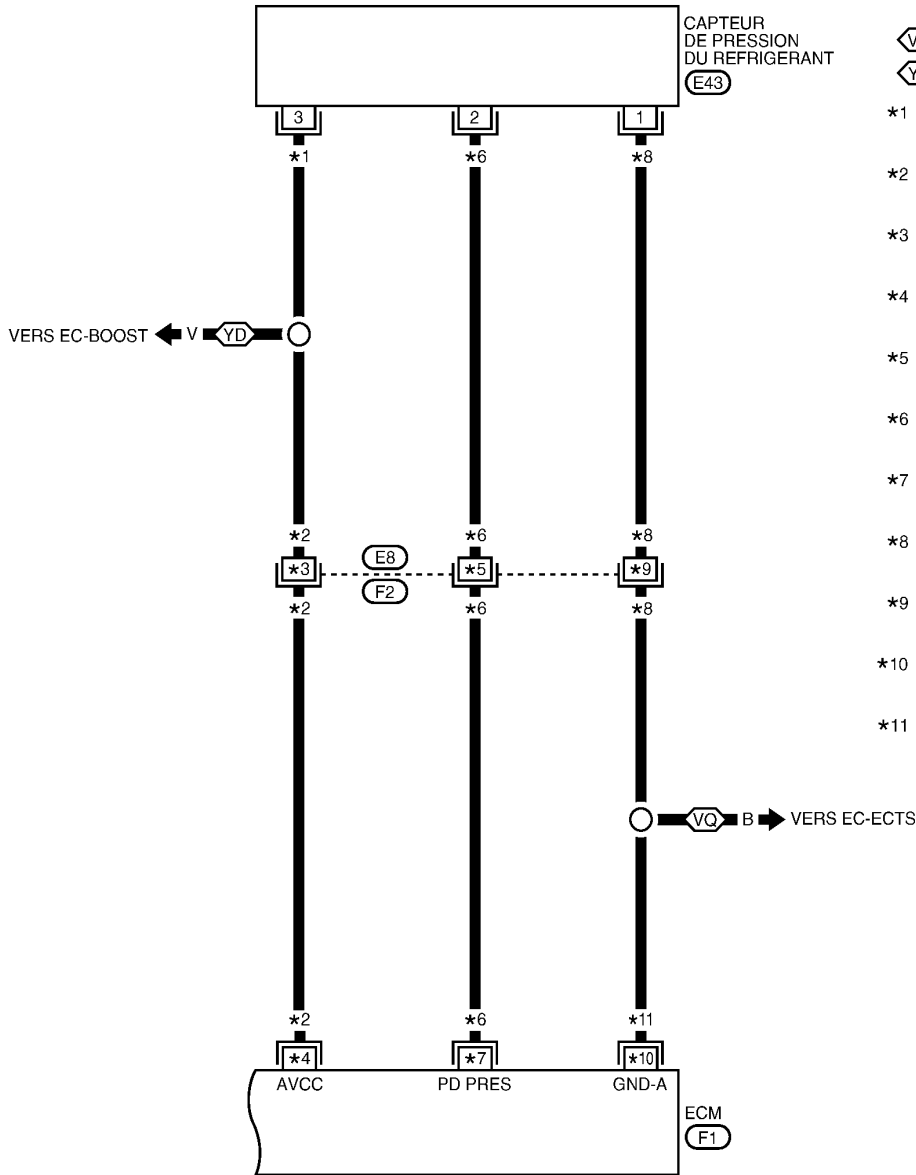 CAPTEUR
DE PRESSION
DU REFRIGERANT
E43
V
Y
3 2 1
*1 *6 *8
*1
*2
*3
*4
*5
*6
*7
*8
*9
*10
*11
VERS EC-BOOST V YD
*2 *6 *8
*3 E8 *5 *9
F2
*2 *6 *8
VQ B VERS EC-ECTS
*2 *6 *11
*4 *7 *10
AVCC PD PRES GND-A
ECM
F1